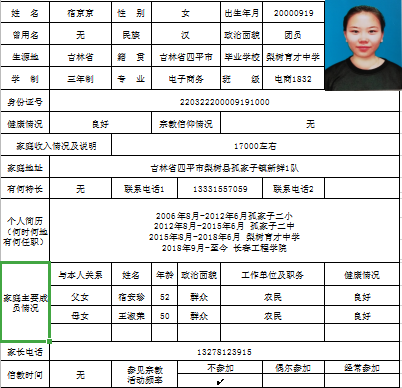 姓 名 宿京京 性 别 女 出生年月 20000919
曾用名 无 民族 汉 政治面貌 团员
生源地 吉林省 籍 贯 吉林省四平市 毕业学校 梨树育才中学
学 制 三年制 专 业 电子商务 班 级 电商1832
身份证号 220322200009191000
健康情况 良好 宗教信仰情况 无
家庭收入情况及说明 17000左右
家庭地址 吉林省四平市梨树县孤家子镇新鲜1队
有何特长 无 联系电话1 13331557059 联系电话2
个人简历
(何时何地
有何任职)
2006年8月-2012年6月孤家子二小
2012年8月-2015年6月 孤家子二中
2015年8月-2018年6月 梨树育才中学
2018年9月-至今 长春工程学院
家庭主要成
员情况
与本人关系 姓名 年龄 政治面貌 工作单位及职务 健康情况
父女 宿安珍 52 群众 农民 良好
母女 王淑荣 50 群众 农民 良好
家长电话 13278123915
信教时间 无 参见宗教
活动频率
不参加 偶尔参加 经常参加
✓